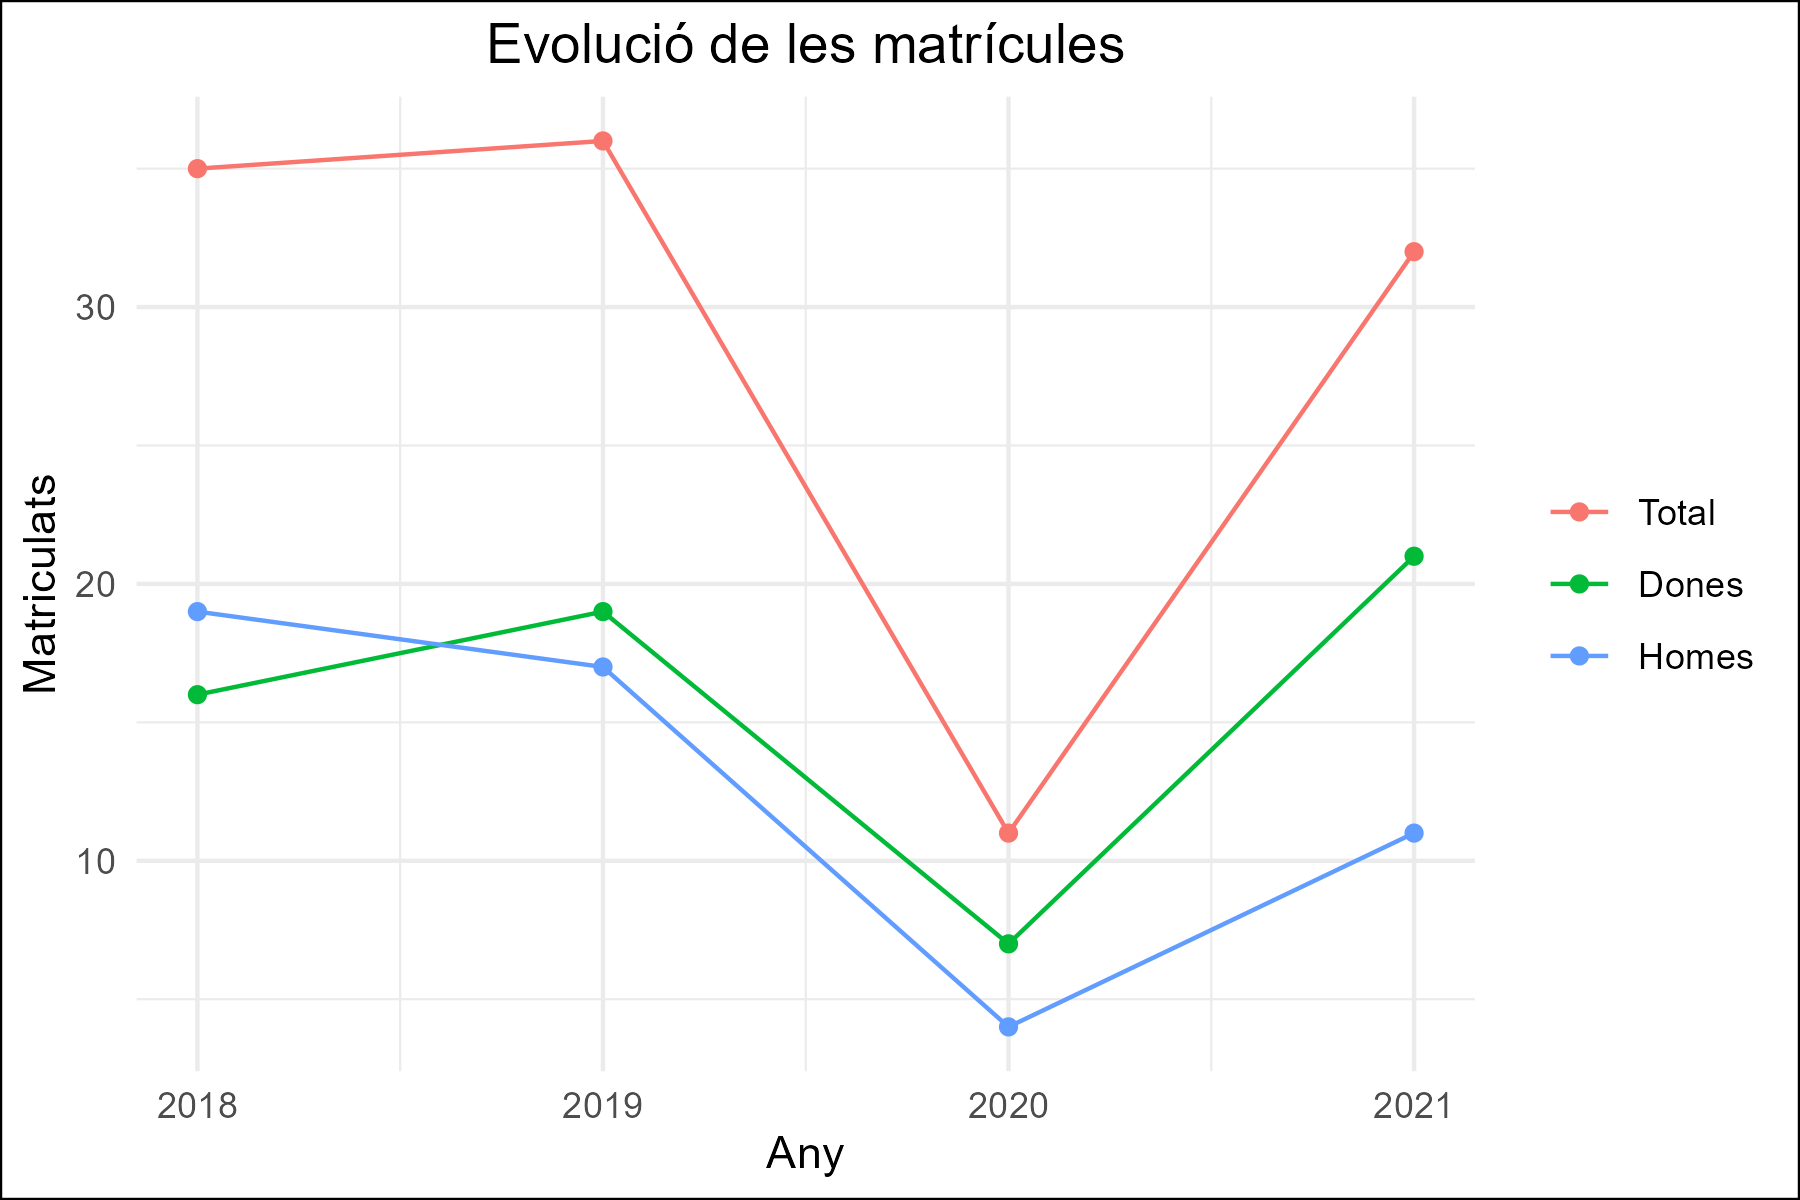 Evolució de les matrícules
Matriculats
30
20
10
2018
2019
2020
2021
Any
Total
Dones
Homes